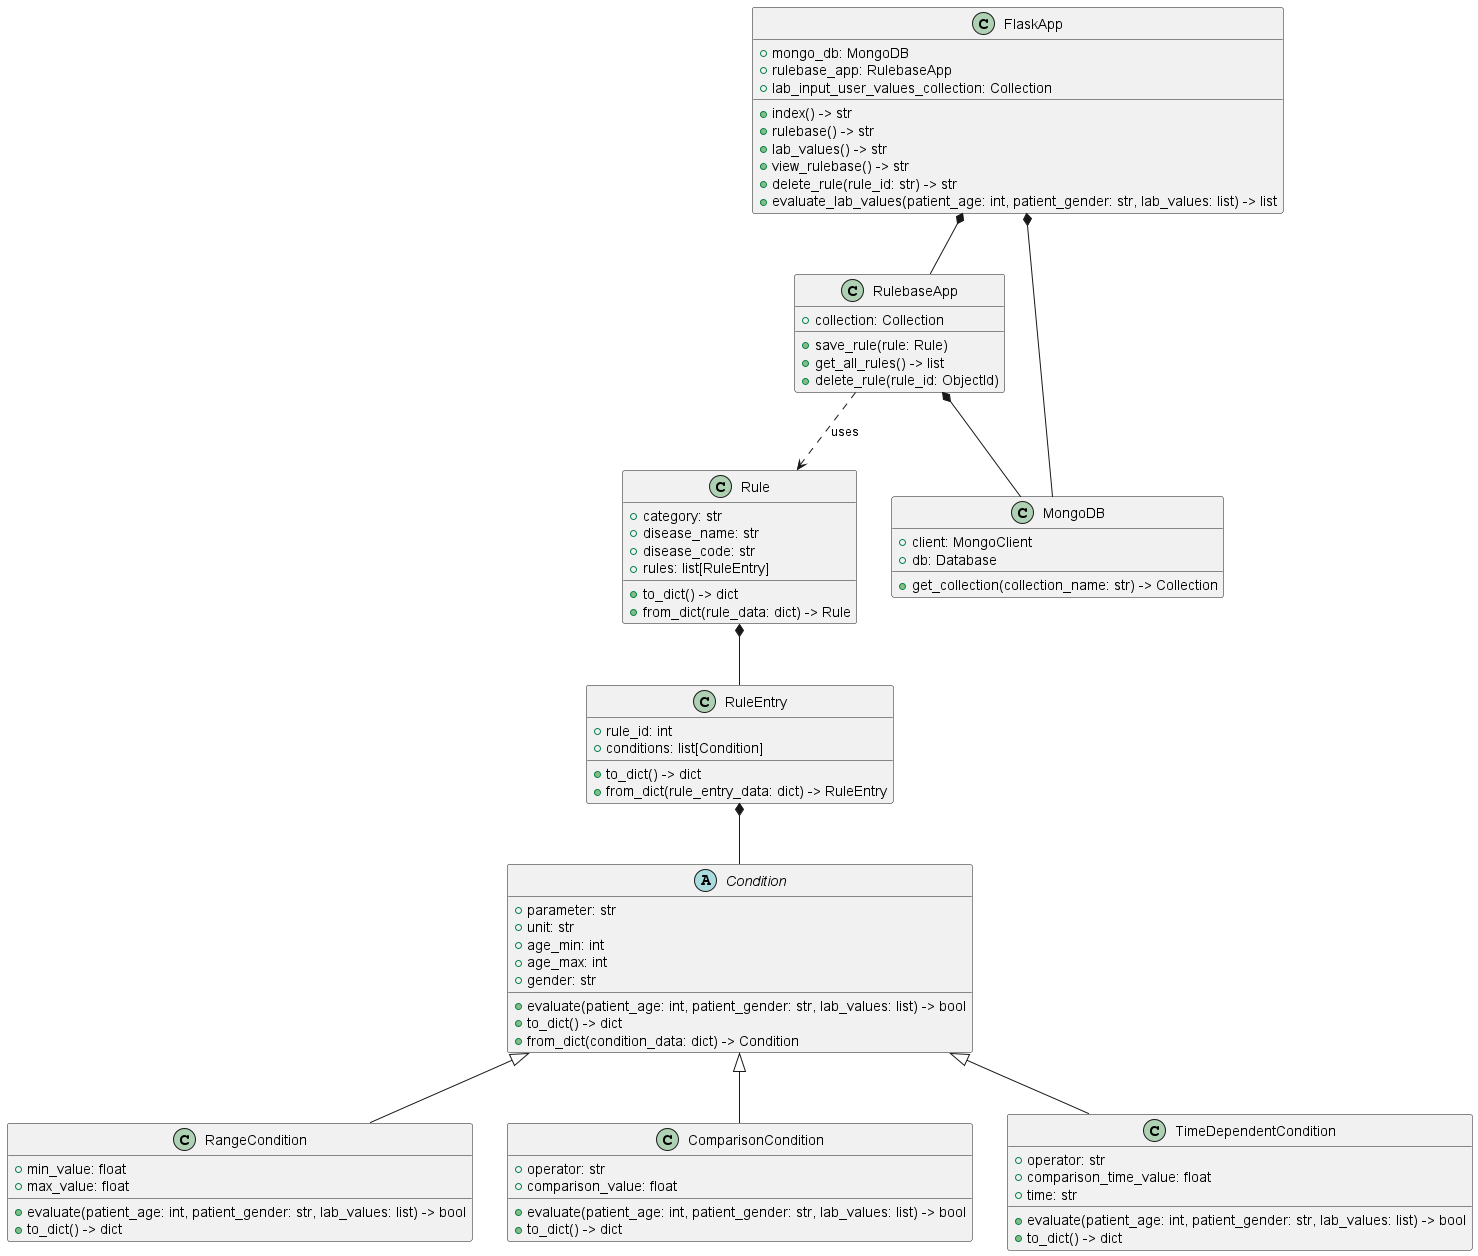 C FlaskApp
mongo_db: MongoDB
rulebase_app: RulebaseApp
lab_input_user_values_collection: Collection
index() -> str
rulebase() -> str
lab_values() -> str
view_rulebase() -> str
delete_rule(rule_id: str) -> str
evaluate_lab_values(patient_age: int, patient_gender: str, lab_values: list) -> list
C RulebaseApp
collection: Collection
save_rule(rule: Rule)
get_all_rules() -> list
delete_rule(rule_id: ObjectId)
uses
C Rule
category: str
disease_name: str
disease_code: str
rules: list[RuleEntry]
to_dict() -> dict
from_dict(rule_data: dict) -> Rule
C MongoDB
client: MongoClient
db: Database
get_collection(collection_name: str) -> Collection
C RuleEntry
rule_id: int
conditions: list[Condition]
to_dict() -> dict
from_dict(rule_entry_data: dict) -> RuleEntry
A Condition
parameter: str
unit: str
age_min: int
age_max: int
gender: str
evaluate(patient_age: int, patient_gender: str, lab_values: list) -> bool
to_dict() -> dict
from_dict(condition_data: dict) -> Condition
C RangeCondition
min_value: float
max_value: float
evaluate(patient_age: int, patient_gender: str, lab_values: list) -> bool
to_dict() -> dict
C ComparisonCondition
operator: str
comparison_value: float
evaluate(patient_age: int, patient_gender: str, lab_values: list) -> bool
to_dict() -> dict
C TimeDependentCondition
operator: str
comparison_time_value: float
time: str
evaluate(patient_age: int, patient_gender: str, lab_values: list) -> bool
to_dict() -> dict